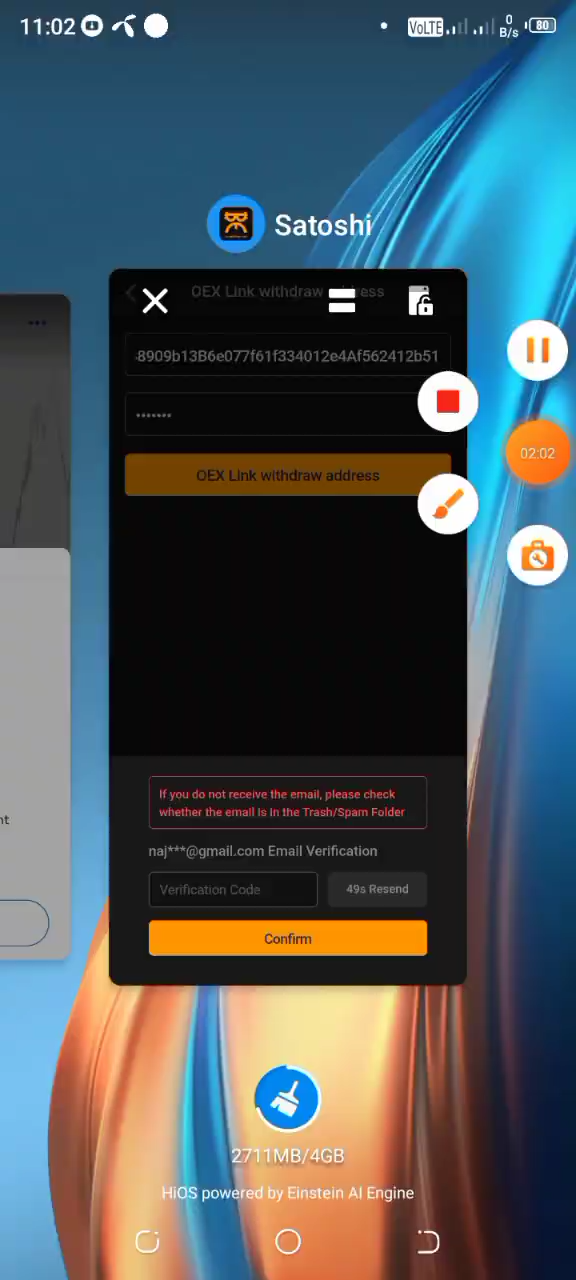 11:02
VoLTE
0
B/s
80
Satoshi
OEX Link withdraw address
8909b13B6e077f61f334012e4Af562412b51
•••••••
02:02
OEX Link withdraw address
If you do not receive the email, please check
whether the email is in the Trash/Spam Folder
nt
naj***@gmail.com Email Verification
Verification Code
49s Resend
Confirm
2711MB/4GB
HiOS powered by Einstein AI Engine